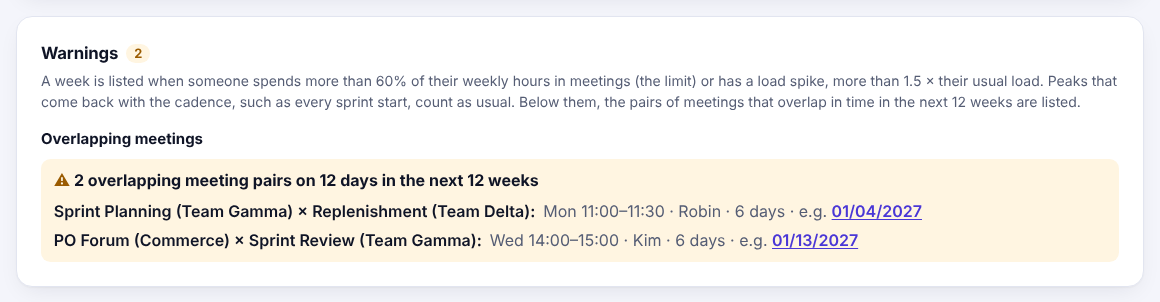 Warnings 2
A week is listed when someone spends more than 60% of their weekly hours in meetings (the limit) or has a load spike, more than 1.5 × their usual load. Peaks that
come back with the cadence, such as every sprint start, count as usual. Below them, the pairs of meetings that overlap in time in the next 12 weeks are listed.
Overlapping meetings
⚠ 2 overlapping meeting pairs on 12 days in the next 12 weeks
Sprint Planning (Team Gamma) × Replenishment (Team Delta): Mon 11:00–11:30 · Robin · 6 days · e.g. 01/04/2027
PO Forum (Commerce) × Sprint Review (Team Gamma): Wed 14:00–15:00 · Kim · 6 days · e.g. 01/13/2027